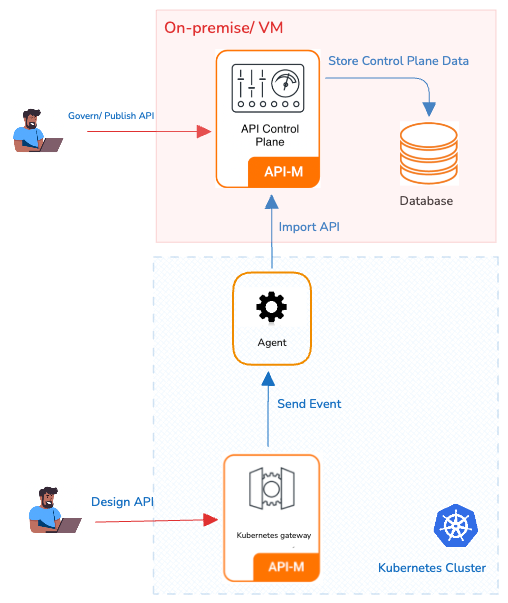 On-premise/ VM
Store Control Plane Data
Govern/ Publish API
API Control
Plane
API-M
Database
Import API
Agent
Send Event
Design API
Kubernetes gateway
API-M
Kubernetes Cluster